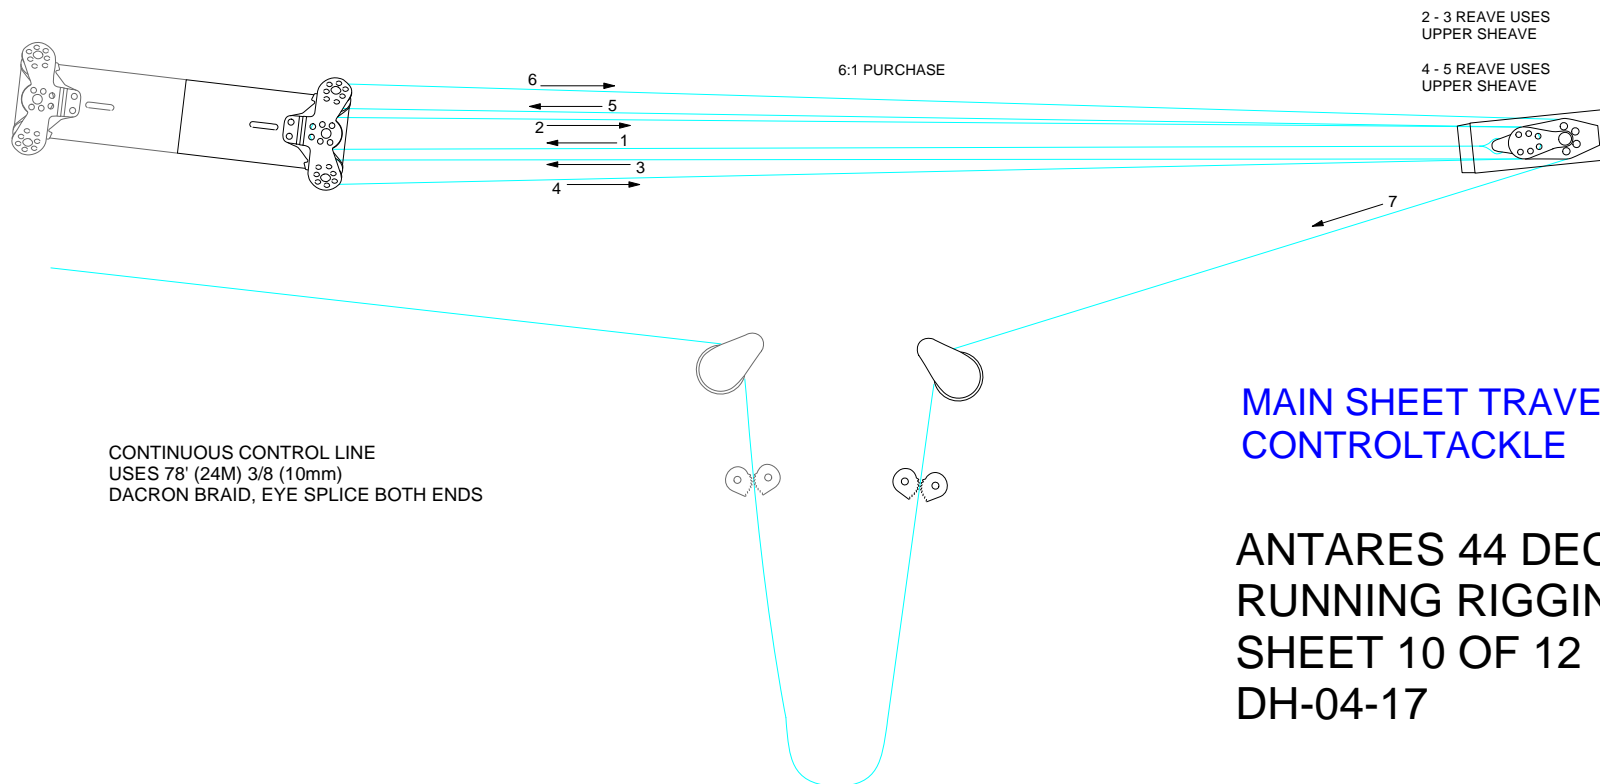 2 - 3 REAVE USES
UPPER SHEAVE
4 - 5 REAVE USES
UPPER SHEAVE
6:1 PURCHASE
6
5
2
1
3
4
7
CONTINUOUS CONTROL LINE
USES 78' (24M) 3/8 (10mm)
DACRON BRAID, EYE SPLICE BOTH ENDS
MAIN SHEET TRAVE
CONTROLTACKLE
ANTARES 44 DEC
RUNNING RIGGIN
SHEET 10 OF 12
DH-04-17